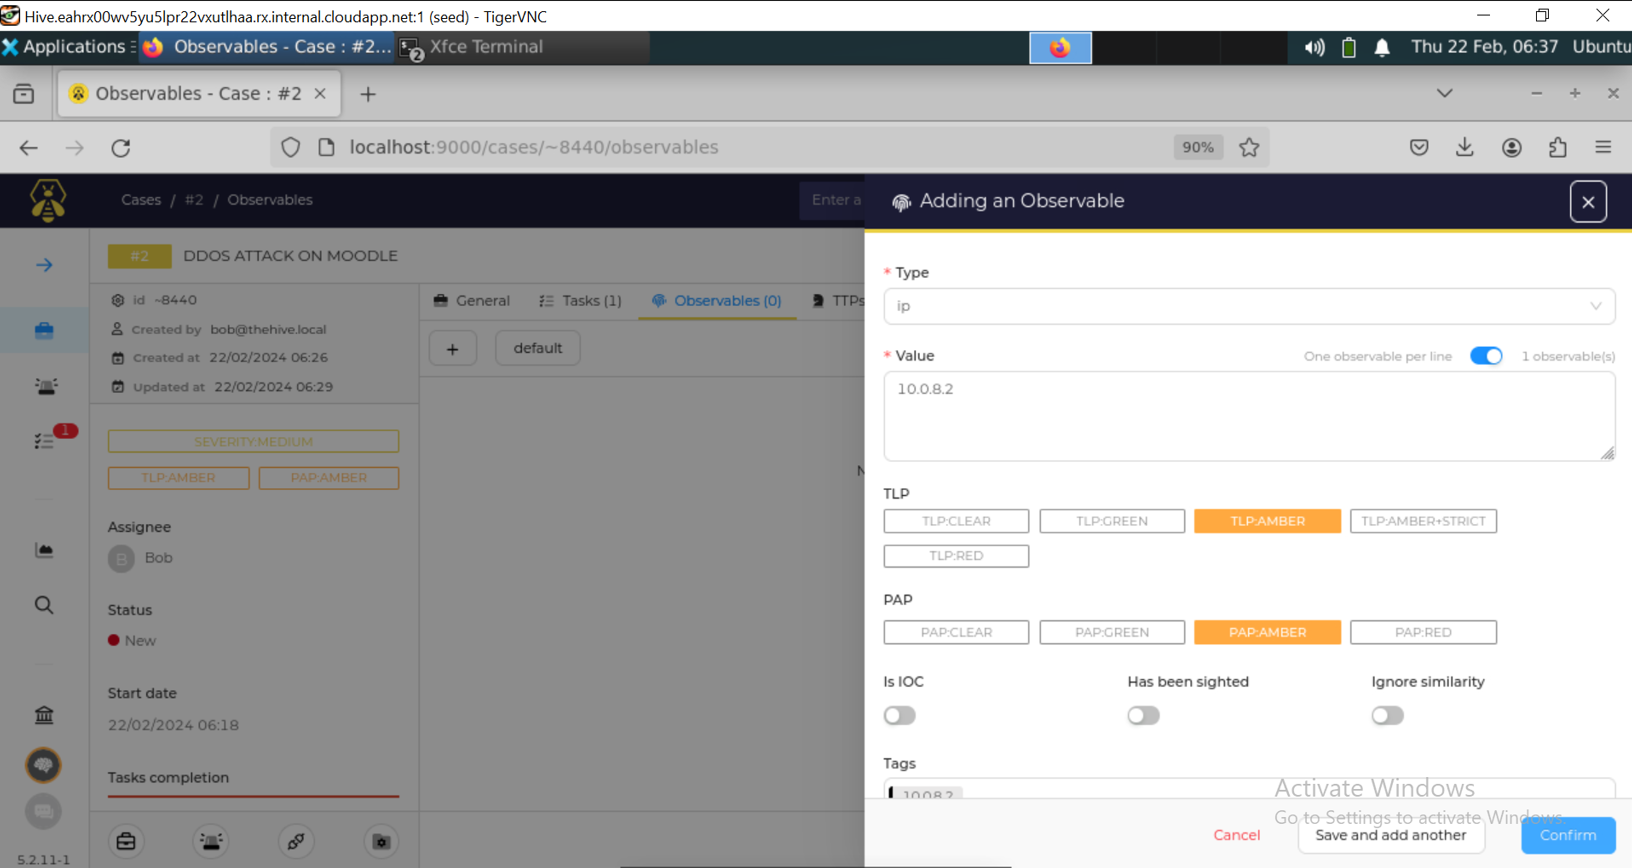 Hive.eahrx00wv5yu5lpr22vxutlhaa.rx.internal.cloudapp.net:1 (seed) - TigerVNC
Applications
Observables - Case : #2...
2
Xfce Terminal
Thu 22 Feb, 06:37 Ubuntu
Observables - Case : #2
localhost:9000/cases/~8440/observables
90%
Cases / #2 / Observables
Enter a
Adding an Observable
#2 DDOS ATTACK ON MOODLE
id ~8440
Created by bob@thehive.local
Created at 22/02/2024 06:26
Updated at 22/02/2024 06:29
SEVERITY:MEDIUM
TLP:AMBER PAP:AMBER
Assignee
B Bob
Status
New
Start date
22/02/2024 06:18
Tasks completion
1
5.2.11-1
General Tasks (1) Observables (0) TTPs
+ default
N
* Type
ip
* Value
One observable per line 1 observable(s)
10.0.8.2
TLP
TLP:CLEAR TLP:GREEN TLP:AMBER TLP:AMBER+STRICT
TLP:RED
PAP
PAP:CLEAR PAP:GREEN PAP:AMBER PAP:RED
Is IOC Has been sighted Ignore similarity
Tags
10.0.8.2
Activate Windows
Go to Settings to activate Windows.
Cancel Save and add another Confirm